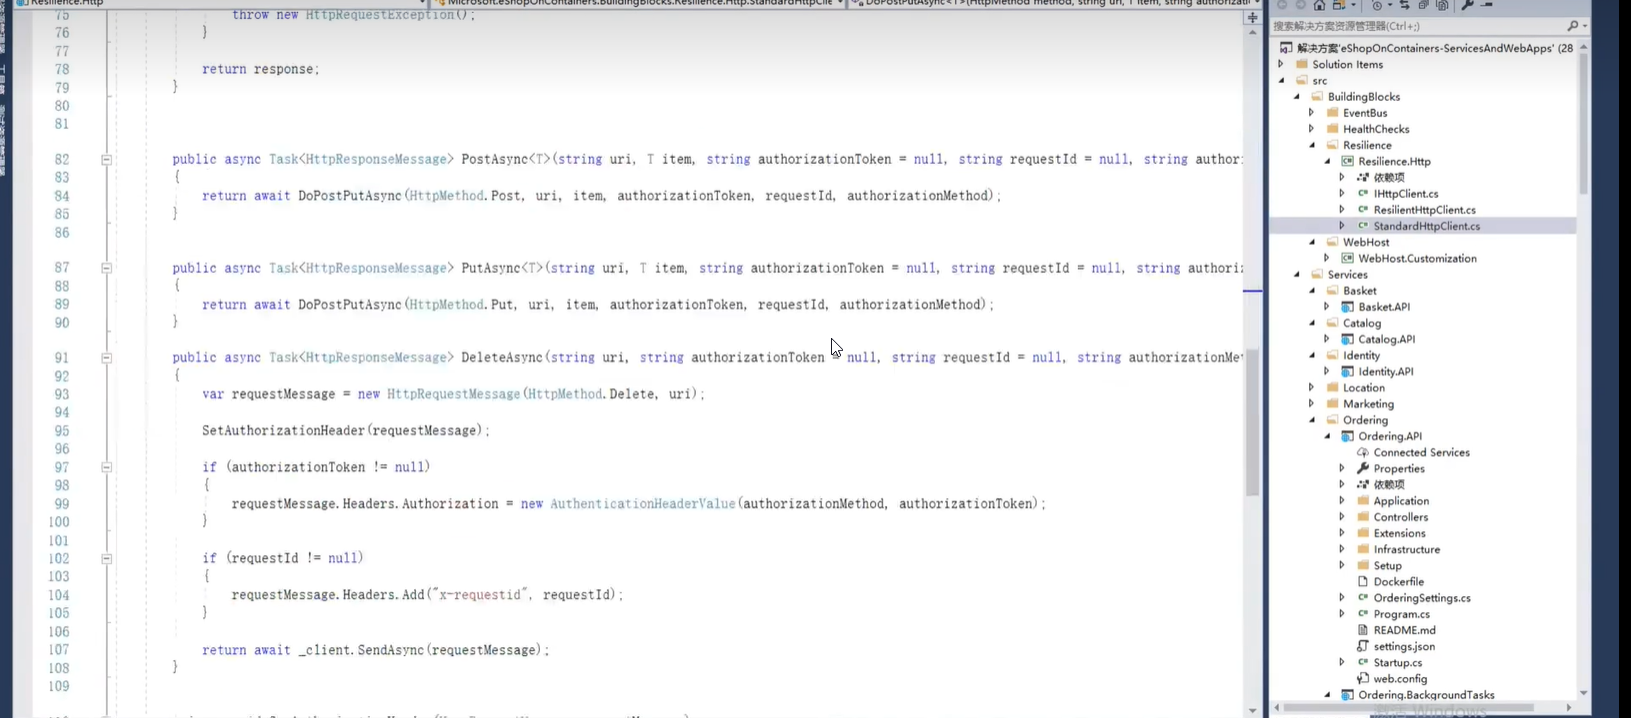 Resilience.Http
Microsoft.eShopOnContainers.BuildingBlocks.Resilience.Http.StandardHttpClie
DoPostPutAsync<T>(HttpMethod method, string uri, T item, string authorizati
75 throw new HttpRequestException();
76 }
77
78 return response;
79 }
80
81
82 public async Task<HttpResponseMessage> PostAsync<T>(string uri, T item, string authorizationToken = null, string requestId = null, string author
83 {
84 return await DoPostPutAsync(HttpMethod.Post, uri, item, authorizationToken, requestId, authorizationMethod);
85 }
86
87 public async Task<HttpResponseMessage> PutAsync<T>(string uri, T item, string authorizationToken = null, string requestId = null, string authori
88 {
89 return await DoPostPutAsync(HttpMethod.Put, uri, item, authorizationToken, requestId, authorizationMethod);
90 }
91 public async Task<HttpResponseMessage> DeleteAsync(string uri, string authorizationToken = null, string requestId = null, string authorizationMe
92 {
93 var requestMessage = new HttpRequestMessage(HttpMethod.Delete, uri);
94
95 SetAuthorizationHeader(requestMessage);
96
97 if (authorizationToken != null)
98 {
99 requestMessage.Headers.Authorization = new AuthenticationHeaderValue(authorizationMethod, authorizationToken);
100 }
101
102 if (requestId != null)
103 {
104 requestMessage.Headers.Add("x-requestid", requestId);
105 }
106
107 return await _client.SendAsync(requestMessage);
108 }
109
搜索解决方案资源管理器(Ctrl+;)
解决方案'eShopOnContainers-ServicesAndWebApps' (28
Solution Items
src
BuildingBlocks
EventBus
HealthChecks
Resilience
Resilience.Http
依赖项
IHttpClient.cs
ResilientHttpClient.cs
StandardHttpClient.cs
WebHost
WebHost.Customization
Services
Basket
Basket.API
Catalog
Catalog.API
Identity
Identity.API
Location
Marketing
Ordering
Ordering.API
Connected Services
Properties
依赖项
Application
Controllers
Extensions
Infrastructure
Setup
Dockerfile
OrderingSettings.cs
Program.cs
README.md
settings.json
Startup.cs
web.config
Ordering.BackgroundTasks